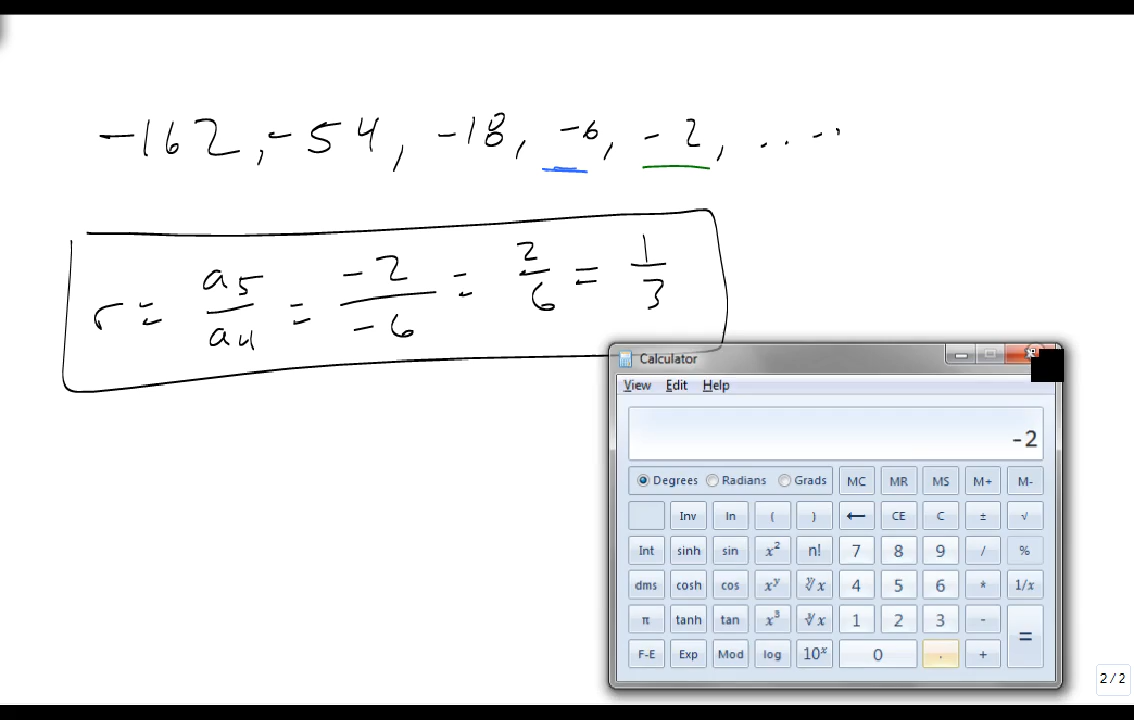 -162, -54, -18, -6, -2, .....
r = a5/a4 = -2/-6 = 2/6 = 1/3
Calculator
View Edit Help
-2
Degrees Radians Grads MC MR MS M+ M-
Inv ln ( ) ← CE C ± √
Int sinh sin x² n! 7 8 9 / %
dms cosh cos xʸ ʸ√x 4 5 6 * 1/x
π tanh tan x³ ³√x 1 2 3 - =
F-E Exp Mod log 10ˣ 0 . +
2/2